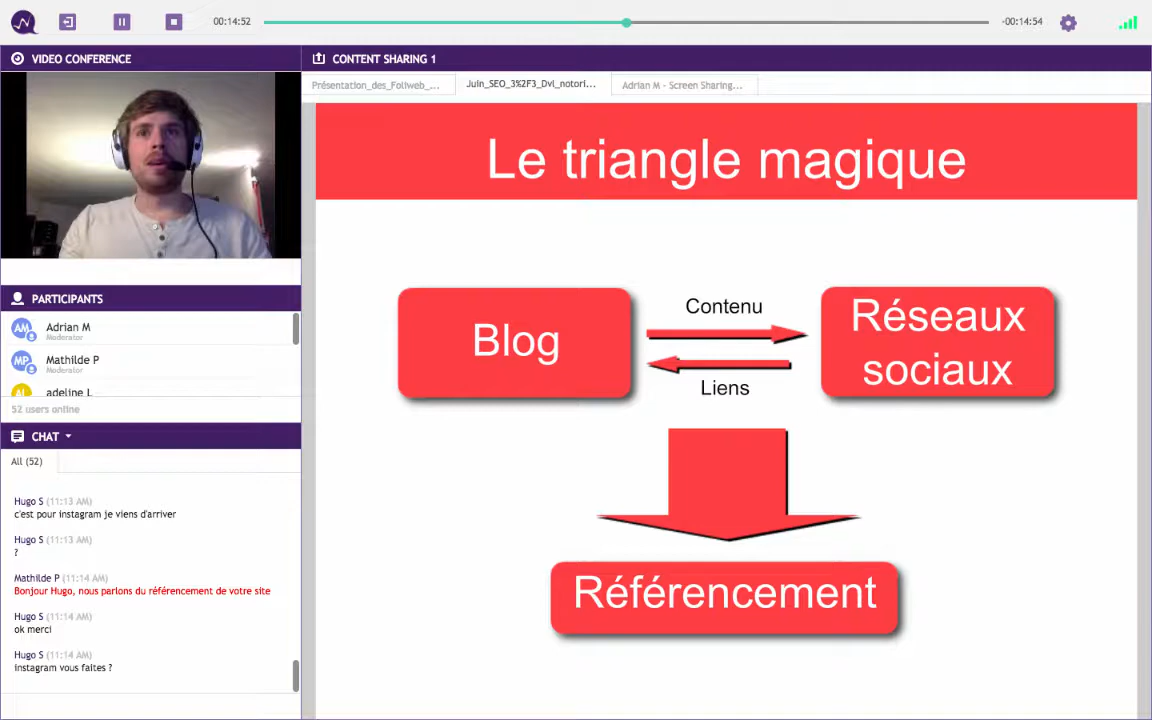 00:14:52
-00:14:54
VIDEO CONFERENCE
CONTENT SHARING 1
Présentation_des_Foliweb_...
Juin_SEO_3%2F3_Dvl_notori...
Adrian M - Screen Sharing...
Le triangle magique
Blog
Contenu
Liens
Réseaux
sociaux
Référencement
PARTICIPANTS
AM
Adrian M
Moderator
MP
Mathilde P
Moderator
AL
adeline L
52 users online
CHAT
All (52)
Hugo S (11:13 AM)
c'est pour instagram je viens d'arriver
Hugo S (11:13 AM)
?
Mathilde P (11:14 AM)
Bonjour Hugo, nous parlons du référencement de votre site
Hugo S (11:14 AM)
ok merci
Hugo S (11:14 AM)
instagram vous faites ?